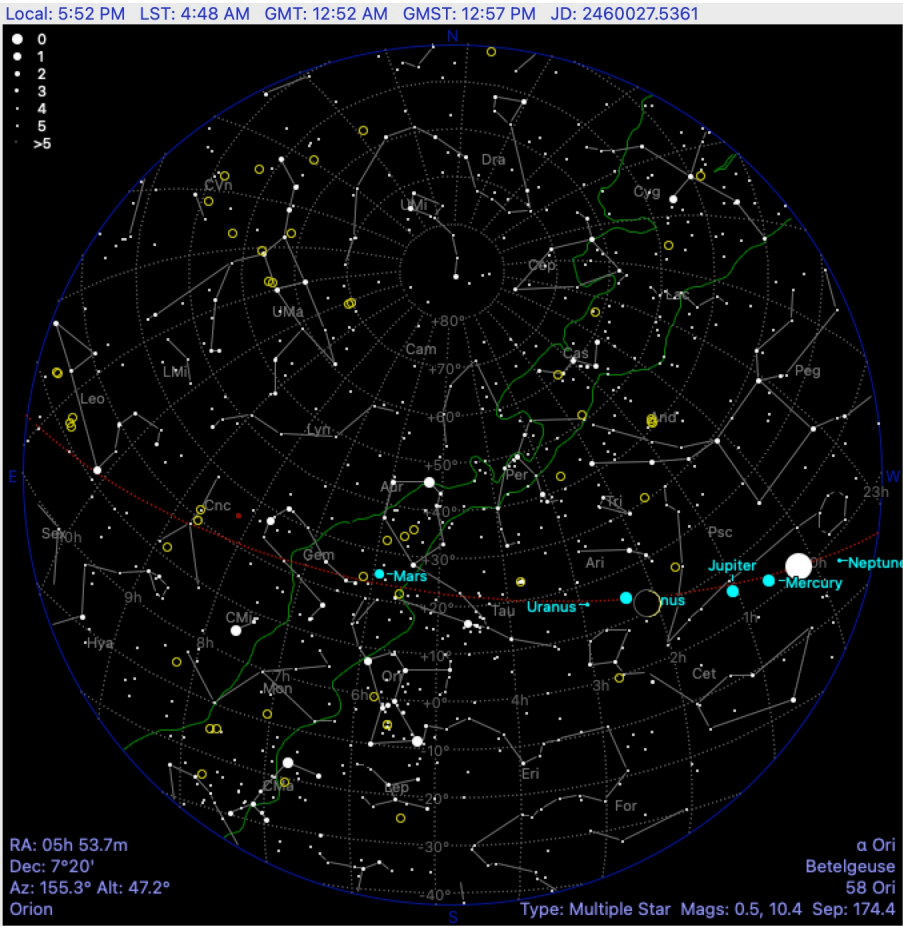 Local: 5:52 PM LST: 4:48 AM GMT: 12:52 AM GMST: 12:57 PM JD: 2460027.5361
N
0
1
2
3
4
5
>5
Dra
CVn
Cyg
UMi
Cep
Lac
UMa
+80°
Cam
Cas
+70°
LMi
Peg
Leo
+60°
And
Lyn
+50°
E
Per
W
Aur
23h
Cnc
+40°
Tri
Sex
0h
Psc
Gem
+30°
Ari
Jupiter
0h
Neptune
Mars
Mercury
9h
+20°
Tau
Uranus
nus
1h
CMi
Hya
8h
+10°
2h
7h
Ori
Cet
Mon
6h
+0°
4h
3h
-10°
CMa
Lep
Eri
-20°
For
-30°
-40°
S
RA: 05h 53.7m
Dec: 7°20'
Az: 155.3° Alt: 47.2°
Orion
α Ori
Betelgeuse
58 Ori
Type: Multiple Star Mags: 0.5, 10.4 Sep: 174.4